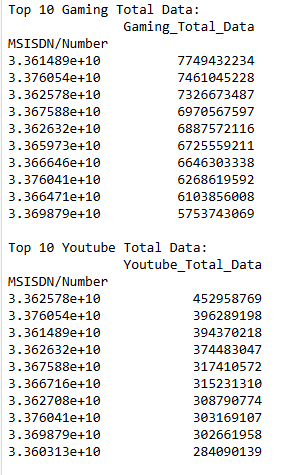 Top 10 Gaming Total Data:
Gaming_Total_Data
MSISDN/Number
3.361489e+10 7749432234
3.376054e+10 7461045228
3.362578e+10 7326673487
3.367588e+10 6970567597
3.362632e+10 6887572116
3.365973e+10 6725559211
3.366646e+10 6646303338
3.376041e+10 6268619592
3.366471e+10 6103856008
3.369879e+10 5753743069
Top 10 Youtube Total Data:
Youtube_Total_Data
MSISDN/Number
3.362578e+10 452958769
3.376054e+10 396289198
3.361489e+10 394370218
3.362632e+10 374483047
3.367588e+10 317410572
3.366716e+10 315231310
3.362708e+10 308790774
3.376041e+10 303169107
3.369879e+10 302661958
3.360313e+10 284090139